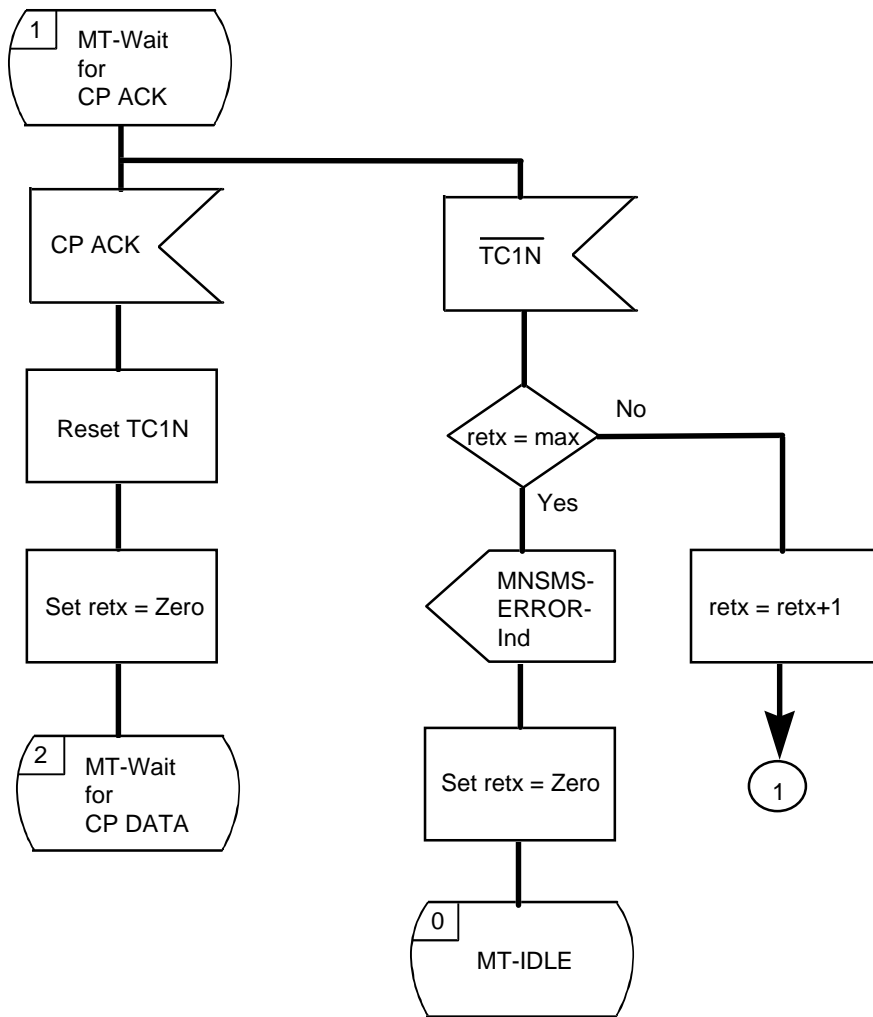 1
MT-Wait
for
CP ACK
CP ACK
TC1N
Reset TC1N
retx = max
No
Yes
Set retx = Zero
MNSMS-
ERROR-
Ind
retx = retx+1
2
MT-Wait
for
CP DATA
Set retx = Zero
1
0
MT-IDLE